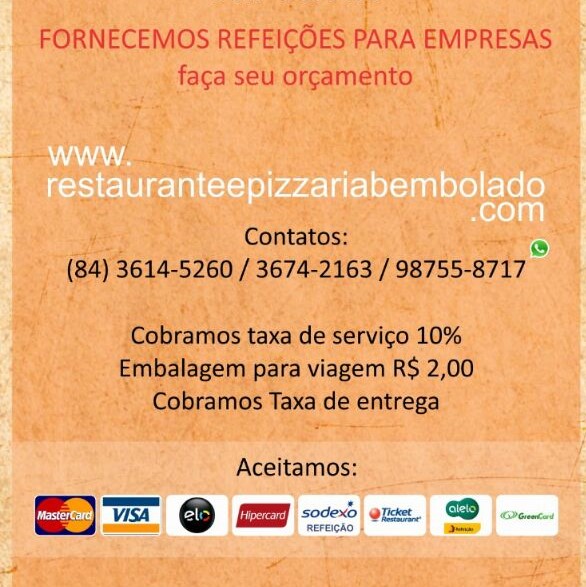 FORNECEMOS REFEIÇÕES PARA EMPRESAS
faça seu orçamento
www.
restauranteepizzariabembolado
.com
Contatos:
(84) 3614-5260 / 3674-2163 / 98755-8717
Cobramos taxa de serviço 10%
Embalagem para viagem R$ 2,00
Cobramos Taxa de entrega
Aceitamos:
MasterCard VISA elo Hipercard sodexo REFEIÇÃO Ticket Restaurant alelo Refeição GreenCard